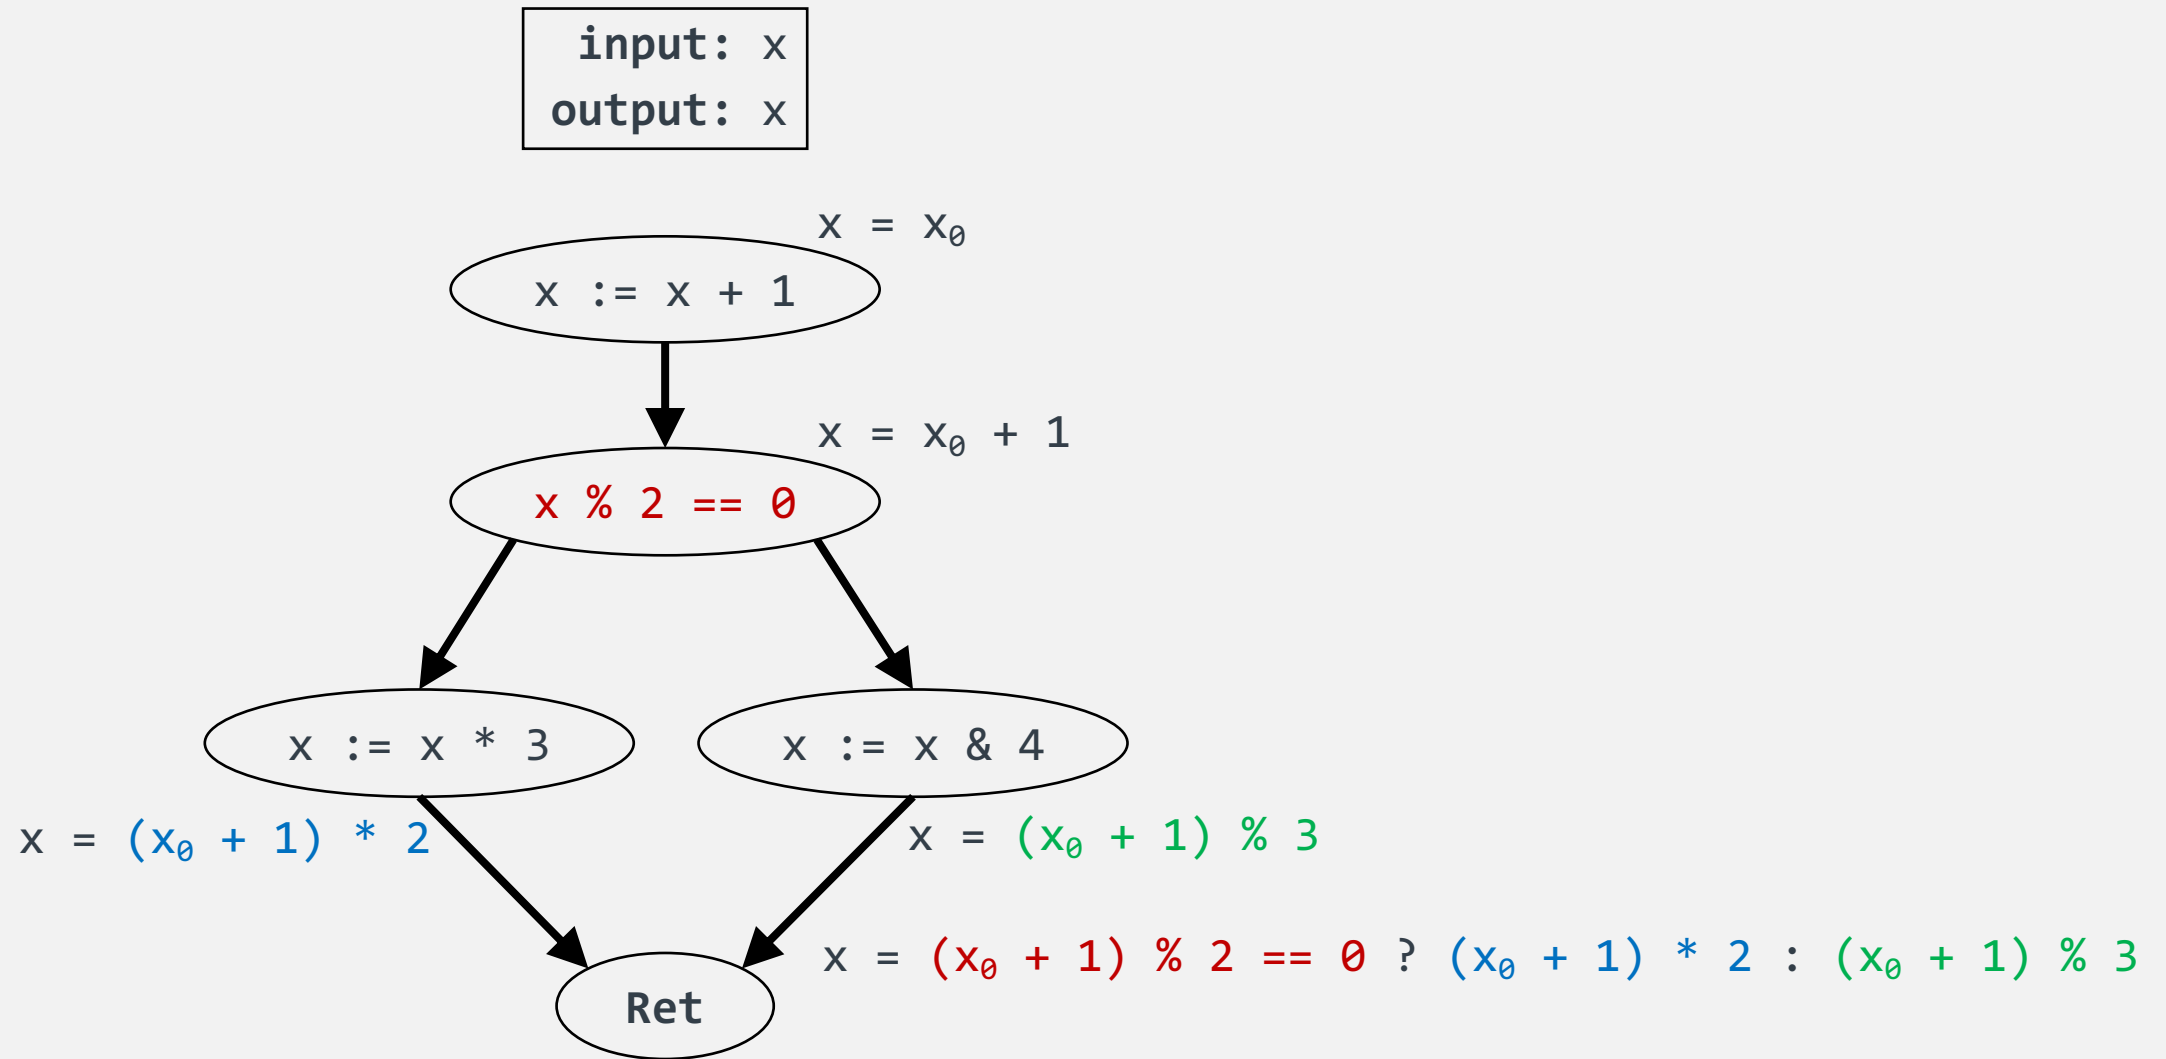 input: x
output: x
x = x₀
x := x + 1
x = x₀ + 1
x % 2 == 0
x := x * 3
x := x & 4
x = (x₀ + 1) * 2
x = (x₀ + 1) % 3
x = (x₀ + 1) % 2 == 0 ? (x₀ + 1) * 2 : (x₀ + 1) % 3
Ret